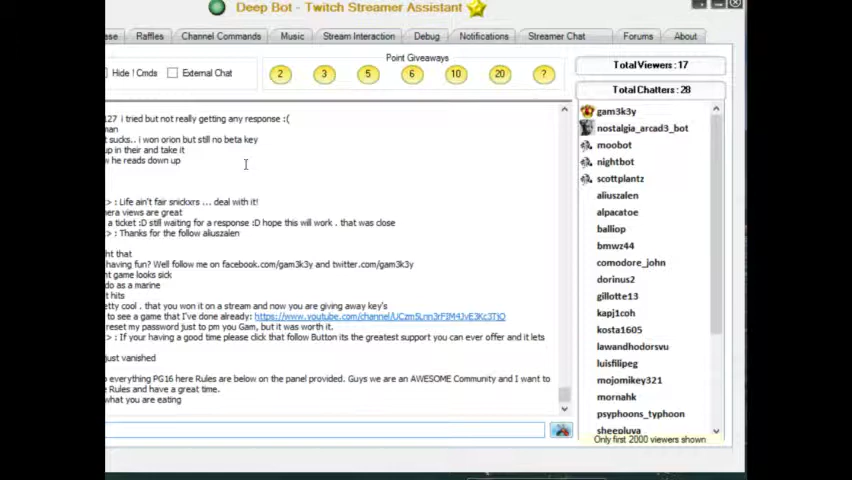 Deep Bot - Twitch Streamer Assistant
Raffles Channel Commands Music Stream Interaction Debug Notifications Streamer Chat Forums About
Hide ! Cmds External Chat
Point Giveaways
2 3 5 6 10 20 ?
Total Viewers : 17
Total Chatters : 28
127 i tried but not really getting any response :(
man
t sucks.. i won orion but still no beta key
up in their and take it
w he reads down up
> : Life ain't fair snickxrs ... deal with it!
era views are great
a ticket :D still waiting for a response :D hope this will work . that was close
> : Thanks for the follow aliuszalen
ht that
having fun? Well follow me on facebook.com/gam3k3y and twitter.com/gam3k3y
nt game looks sick
do as a marine
t hits
etty cool . that you won it on a stream and now you are giving away key's
to see a game that I've done already: https://www.youtube.com/channel/
reset my password just to pm you Gam, but it was worth it.
> : If your having a good time please click that follow Button its the greatest support you can ever offer and it lets
just vanished
o everything PG16 here Rules are below on the panel provided. Guys we are an AWESOME Community and I want to
e Rules and have a great time.
what you are eating
gam3k3y
nostalgia_arcad3_bot
moobot
nightbot
scottplantz
aliuszalen
alpacatoe
balliop
bmwz44
comodore_john
dorinus2
gillotte13
kapj1coh
kosta1605
lawandhodorsvu
luisfilipeg
mojomikey321
mornahk
psyphoons_typhoon
sheepluva
Only first 2000 viewers shown